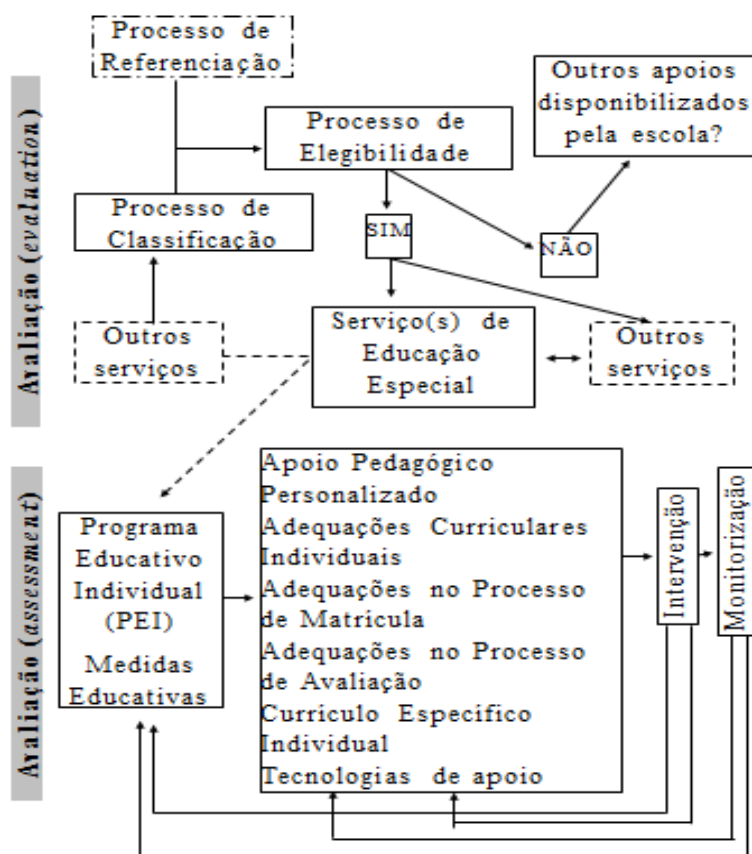 Avaliação (evaluation)
Processo de
Referenciação
Processo de
Elegibilidade
Outros apoios
disponibilizados
pela escola?
Processo de
Classificação
SIM
NÃO
Outros
serviços
Serviço(s) de
Educação
Especial
Outros
serviços
Avaliação (assessment)
Programa
Educativo
Individual
(PEI)
Medidas
Educativas
Apoio Pedagógico
Personalizado
Adequações Curriculares
Individuais
Adequações no Processo
de Matricula
Adequações no Processo
de Avaliação
Curriculo Específico
Individual
Tecnologias de apoio
Intervenção
Monitorização